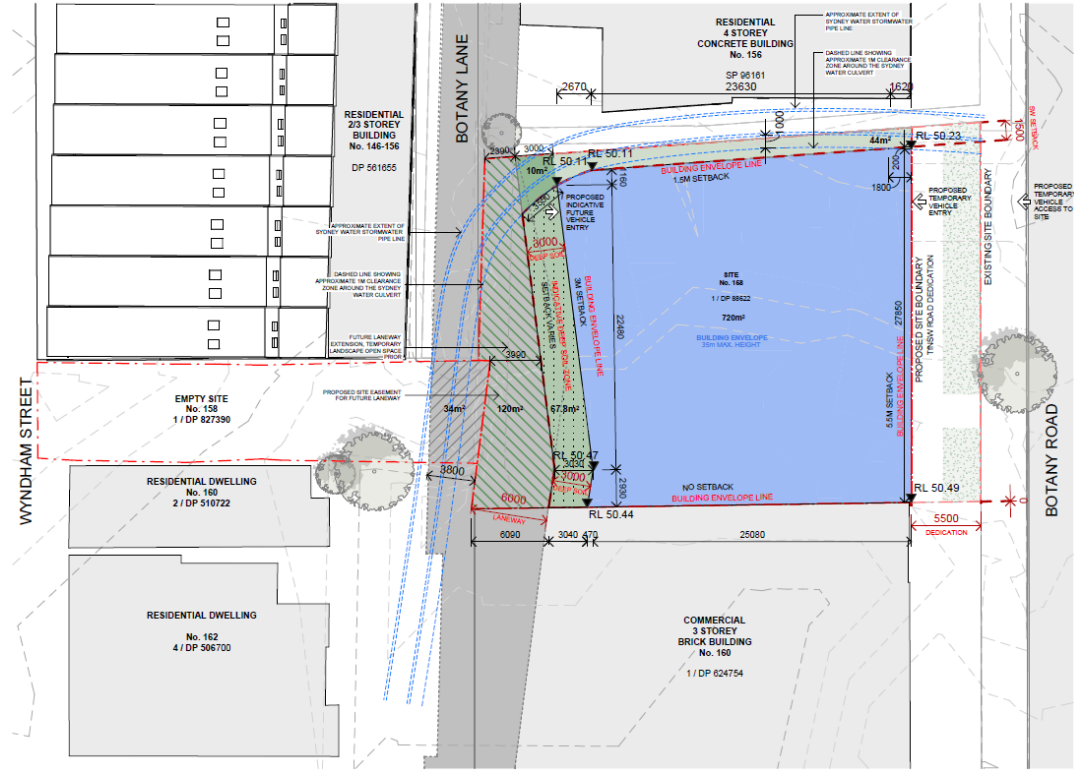 APPROXIMATE EXTENT OF
SYDNEY WATER STORMWATER
PIPE LINE
RESIDENTIAL
4 STOREY
CONCRETE BUILDING
No. 156
SP 96161
DASHED LINE SHOWING
APPROXIMATE 1M CLEARANCE
ZONE AROUND THE SYDNEY
WATER CULVERT
BOTANY LANE
2670
23630
1620
RESIDENTIAL
2/3 STOREY
BUILDING
No. 146-156
DP 561655
1000
1500
SW SETBACK
RL 50.23
44m²
2390
3000
RL 50.11
RL 50.11
10m²
1160
BUILDING ENVELOPE LINE
1.5M SETBACK
1200
1800
PROPOSED
INDICATIVE
FUTURE
VEHICLE
ENTRY
PROPOSED
TEMPORARY
VEHICLE
ENTRY
PROPOSED
TEMPORARY
VEHICLE
ACCESS TO
SITE
EXISTING SITE BOUNDARY
APPROXIMATE EXTENT OF
SYDNEY WATER STORMWATER
PIPE LINE
3000
DEEP SOIL
DASHED LINE SHOWING
APPROXIMATE 1M CLEARANCE
ZONE AROUND THE SYDNEY
WATER CULVERT
INDICATIVE DEEP SOIL ZONE
SETBACK VARIES
3M SETBACK
BUILDING ENVELOPE LINE
22480
SITE
No. 168
1 / DP 88622
720m²
BUILDING ENVELOPE
35m MAX. HEIGHT
27850
PROPOSED SITE BOUNDARY
TfNSW ROAD DEDICATION
FUTURE LANEWAY
EXTENSION, TEMPORARY
LANDSCAPE OPEN SPACE
PRIOR
3990
PROPOSED SITE EASEMENT
FOR FUTURE LANEWAY
WYNDHAM STREET
EMPTY SITE
No. 158
1 / DP 827390
34m²
120m²
67.8m²
5.5M SETBACK
BUILDING ENVELOPE LINE
BOTANY ROAD
RL 50.47
3030
3800
3000
DEEP SOIL
2930
RESIDENTIAL DWELLING
No. 160
2 / DP 510722
6000
LANEWAY
NO SETBACK
BUILDING ENVELOPE LINE
RL 50.49
0
RL 50.44
5500
DEDICATION
6090
3040
470
25080
RESIDENTIAL DWELLING
No. 162
4 / DP 506700
COMMERCIAL
3 STOREY
BRICK BUILDING
No. 160
1 / DP 624754